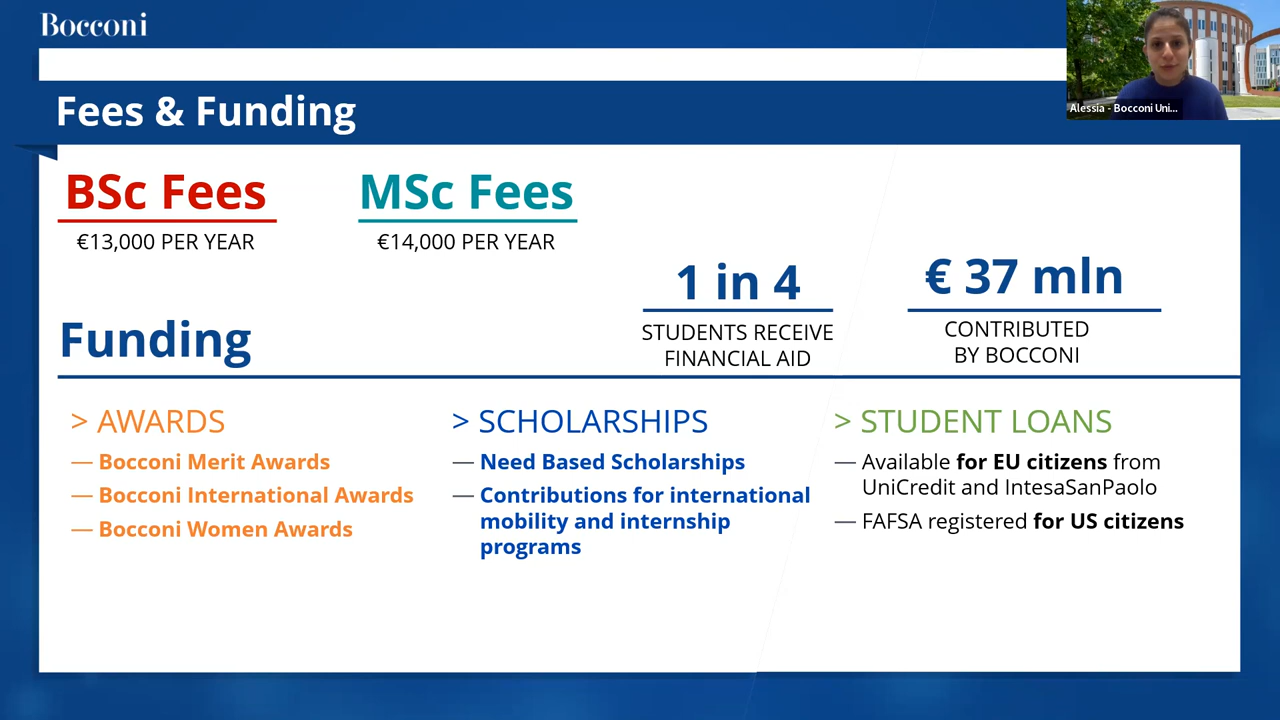 Bocconi
Alessia - Bocconi Uni...
Fees & Funding
BSc Fees
€13,000 PER YEAR
MSc Fees
€14,000 PER YEAR
1 in 4
STUDENTS RECEIVE
FINANCIAL AID
€ 37 mln
CONTRIBUTED
BY BOCCONI
Funding
> AWARDS
— Bocconi Merit Awards
— Bocconi International Awards
— Bocconi Women Awards
> SCHOLARSHIPS
— Need Based Scholarships
— Contributions for international
mobility and internship
programs
> STUDENT LOANS
— Available for EU citizens from
UniCredit and IntesaSanPaolo
— FAFSA registered for US citizens